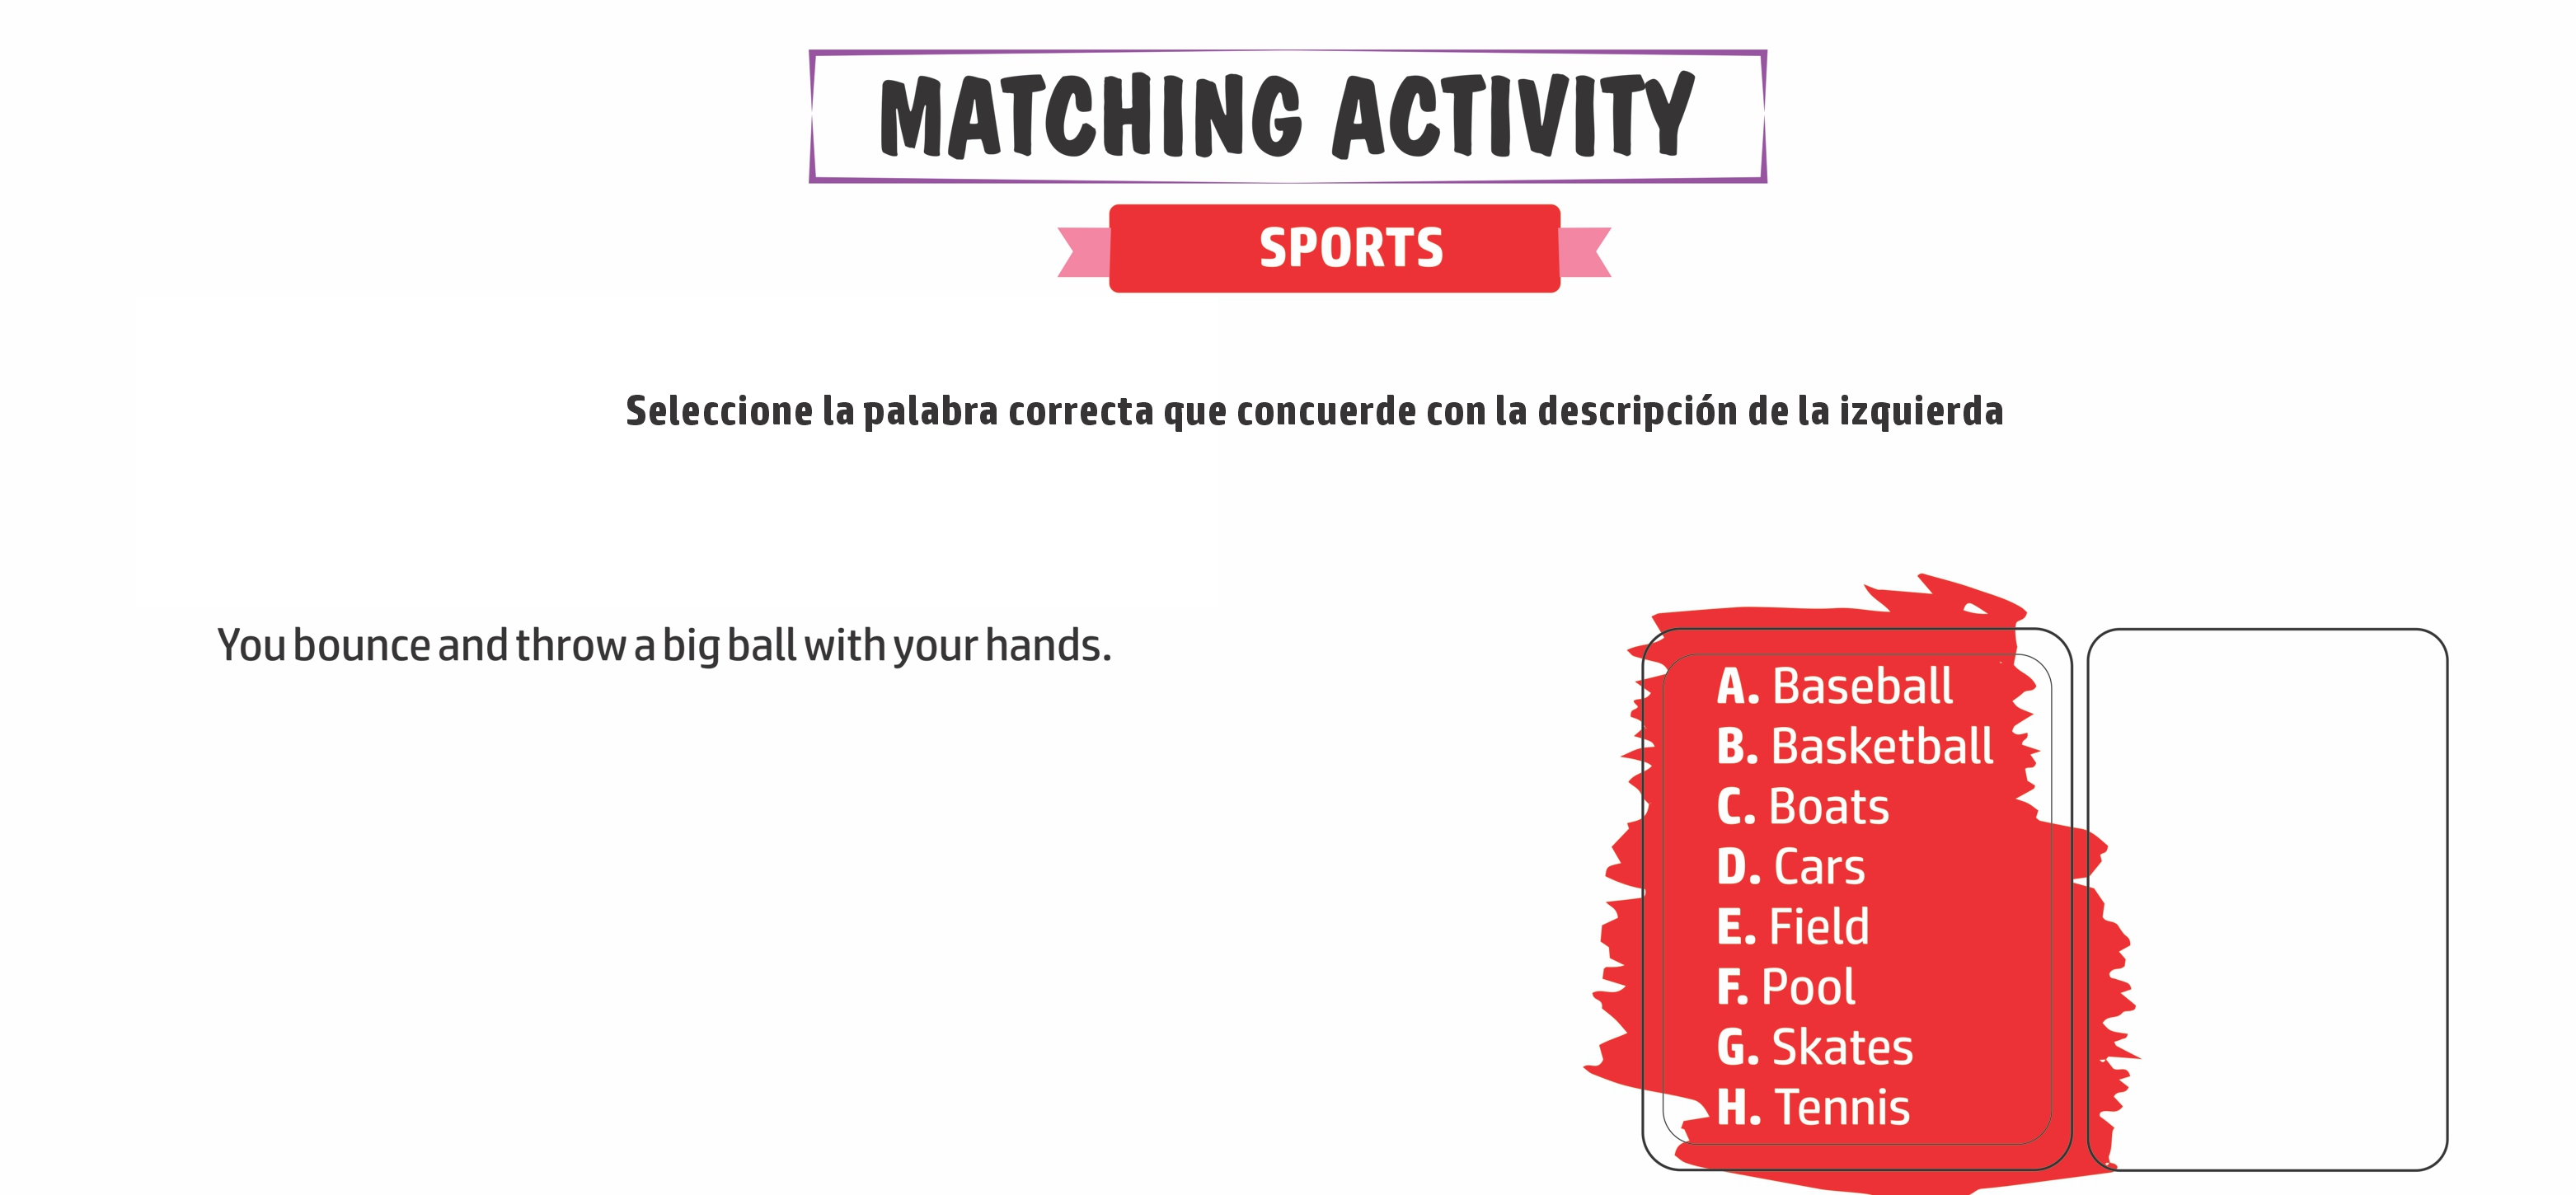 MATCHING ACTIVITY
SPORTS
Seleccione la palabra correcta que concuerde con la descripción de la izquierda
You bounce and throw a big ball with your hands.
A. Baseball
B. Basketball
C. Boats
D. Cars
E. Field
F. Pool
G. Skates
H. Tennis